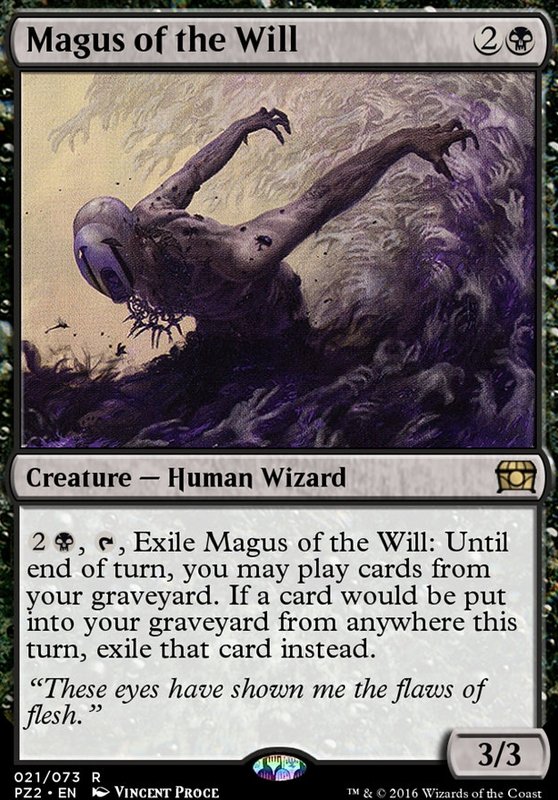 Magus of the Will 2
Creature — Human Wizard
2 , , Exile Magus of the Will: Until
end of turn, you may play cards from
your graveyard. If a card would be put
into your graveyard from anywhere this
turn, exile that card instead.
“These eyes have shown me the flaws of
flesh.”
3/3
021/073 R
PZ2 • EN Vincent Proce
™ & © 2016 Wizards of the Coast